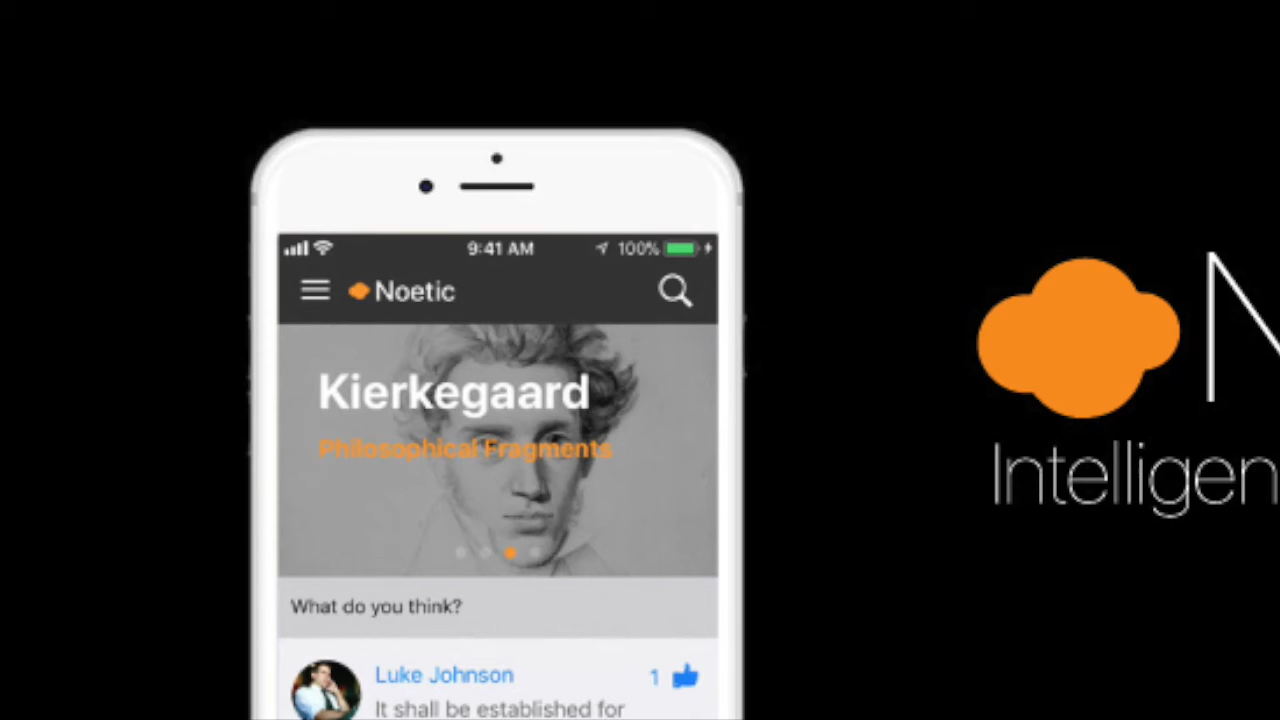 9:41 AM 100%
Noetic
Kierkegaard
Philosophical Fragments
What do you think?
Luke Johnson 1
It shall be established for
N
Intelligen